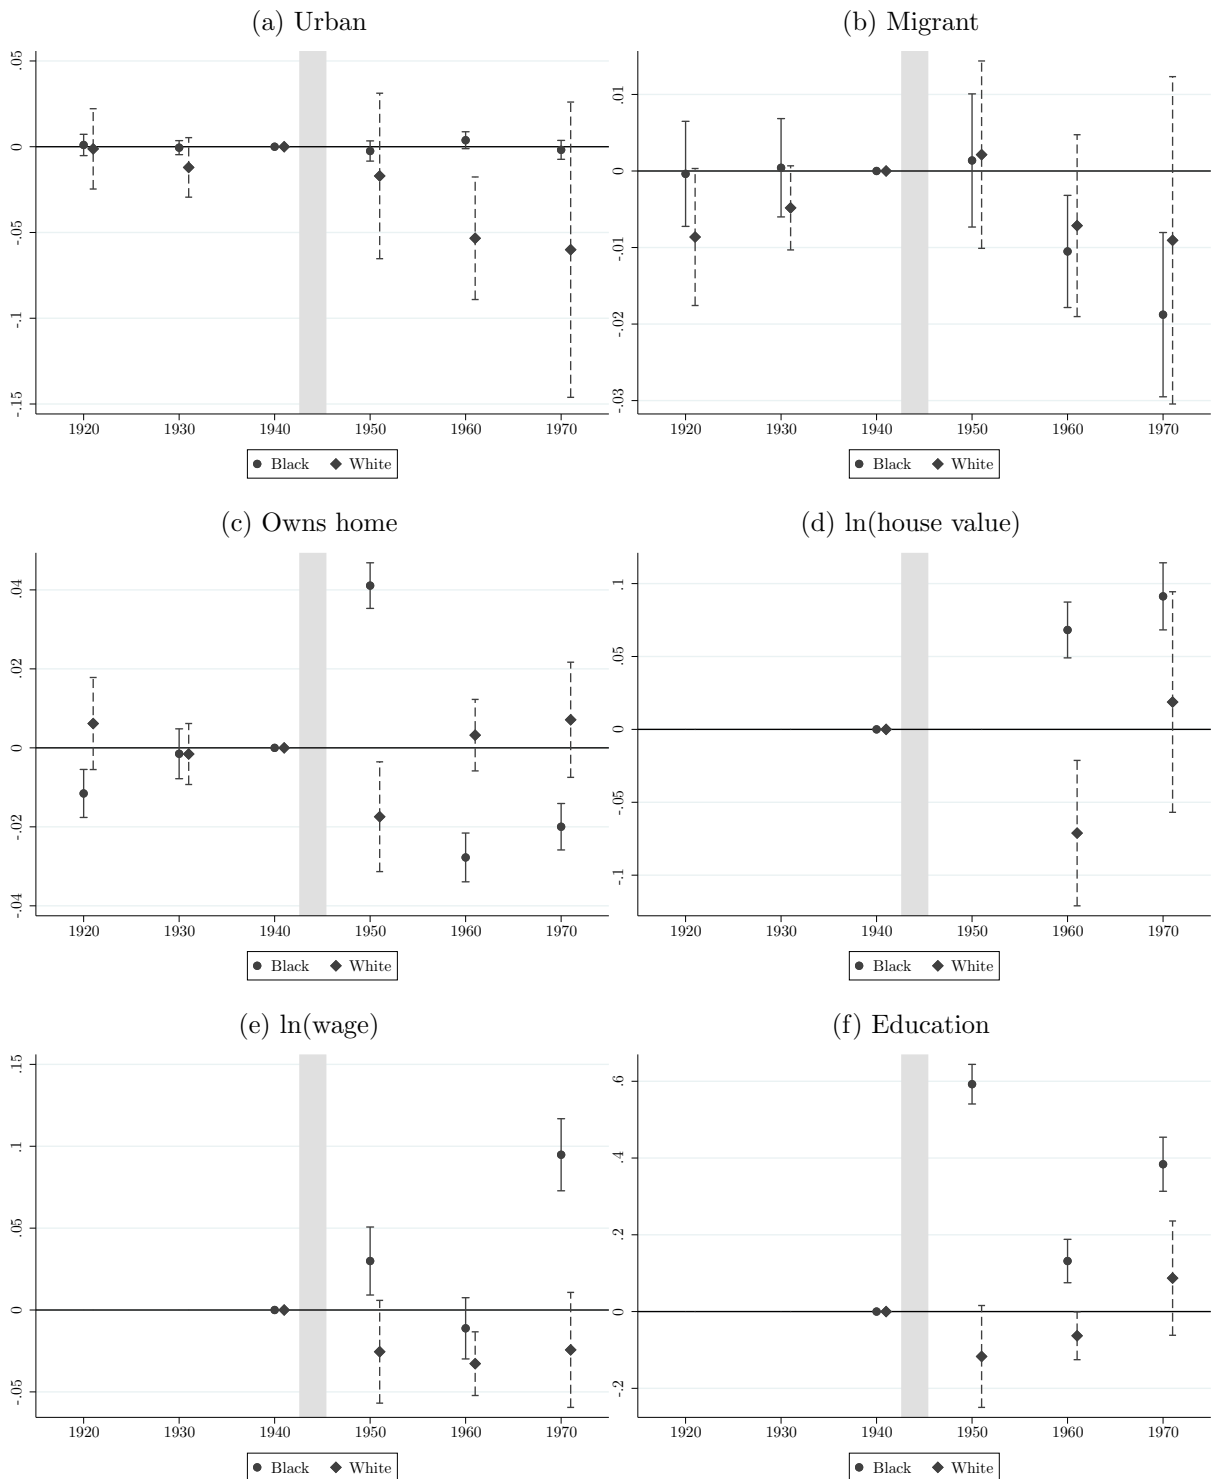 (a) Urban
.05
0
-.05
-.1
-.15
1920 1930 1940 1950 1960 1970
Black White
(b) Migrant
.01
0
-.01
-.02
-.03
1920 1930 1940 1950 1960 1970
Black White
(c) Owns home
.04
.02
0
-.02
-.04
1920 1930 1940 1950 1960 1970
Black White
(d) ln(house value)
.1
.05
0
-.05
-.1
1920 1930 1940 1950 1960 1970
Black White
(e) ln(wage)
.15
.1
.05
0
-.05
1920 1930 1940 1950 1960 1970
Black White
(f) Education
.6
.4
.2
0
-.2
1920 1930 1940 1950 1960 1970
Black White